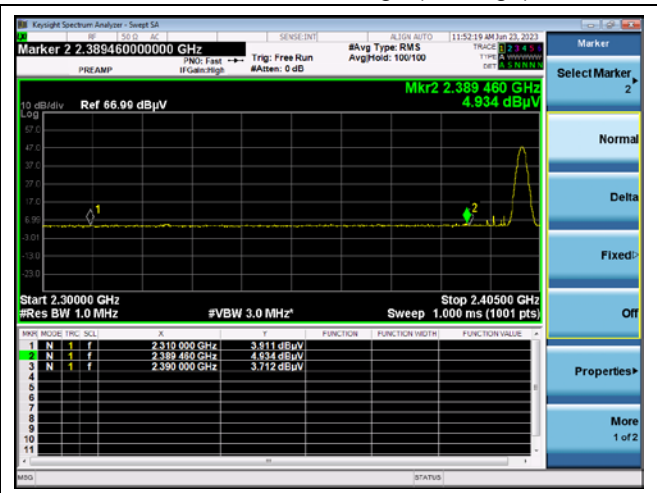 Keysight Spectrum Analyzer - Swept SA
RF 50 Ω AC SENSE:INT ALIGN AUTO 11:52:19 AM Jun 23, 2023
Marker 2 2.389460000000 GHz
PREAMP
PNO: Fast
IFGain:High
Trig: Free Run
#Atten: 0 dB
#Avg Type: RMS
Avg|Hold: 100/100
TRACE 1 2 3 4 5 6
TYPE A WWWWW
DET A S N N N N
Mkr2 2.389 460 GHz
4.934 dBµV
10 dB/div Ref 66.99 dBµV
Log
57.0
47.0
37.0
27.0
17.0
6.99
-3.01
-13.0
-23.0
1
2
Start 2.30000 GHz Stop 2.40500 GHz
#Res BW 1.0 MHz #VBW 3.0 MHz* Sweep 1.000 ms (1001 pts)
MKR MODE TRC SCL X Y FUNCTION FUNCTION WIDTH FUNCTION VALUE
1 N 1 f 2.310 000 GHz 3.911 dBµV
2 N 1 f 2.389 460 GHz 4.934 dBµV
3 N 1 f 2.390 000 GHz 3.712 dBµV
4
5
6
7
8
9
10
11
MSG STATUS
Marker
Select Marker
2
Normal
Delta
Fixed
Off
Properties
More
1 of 2